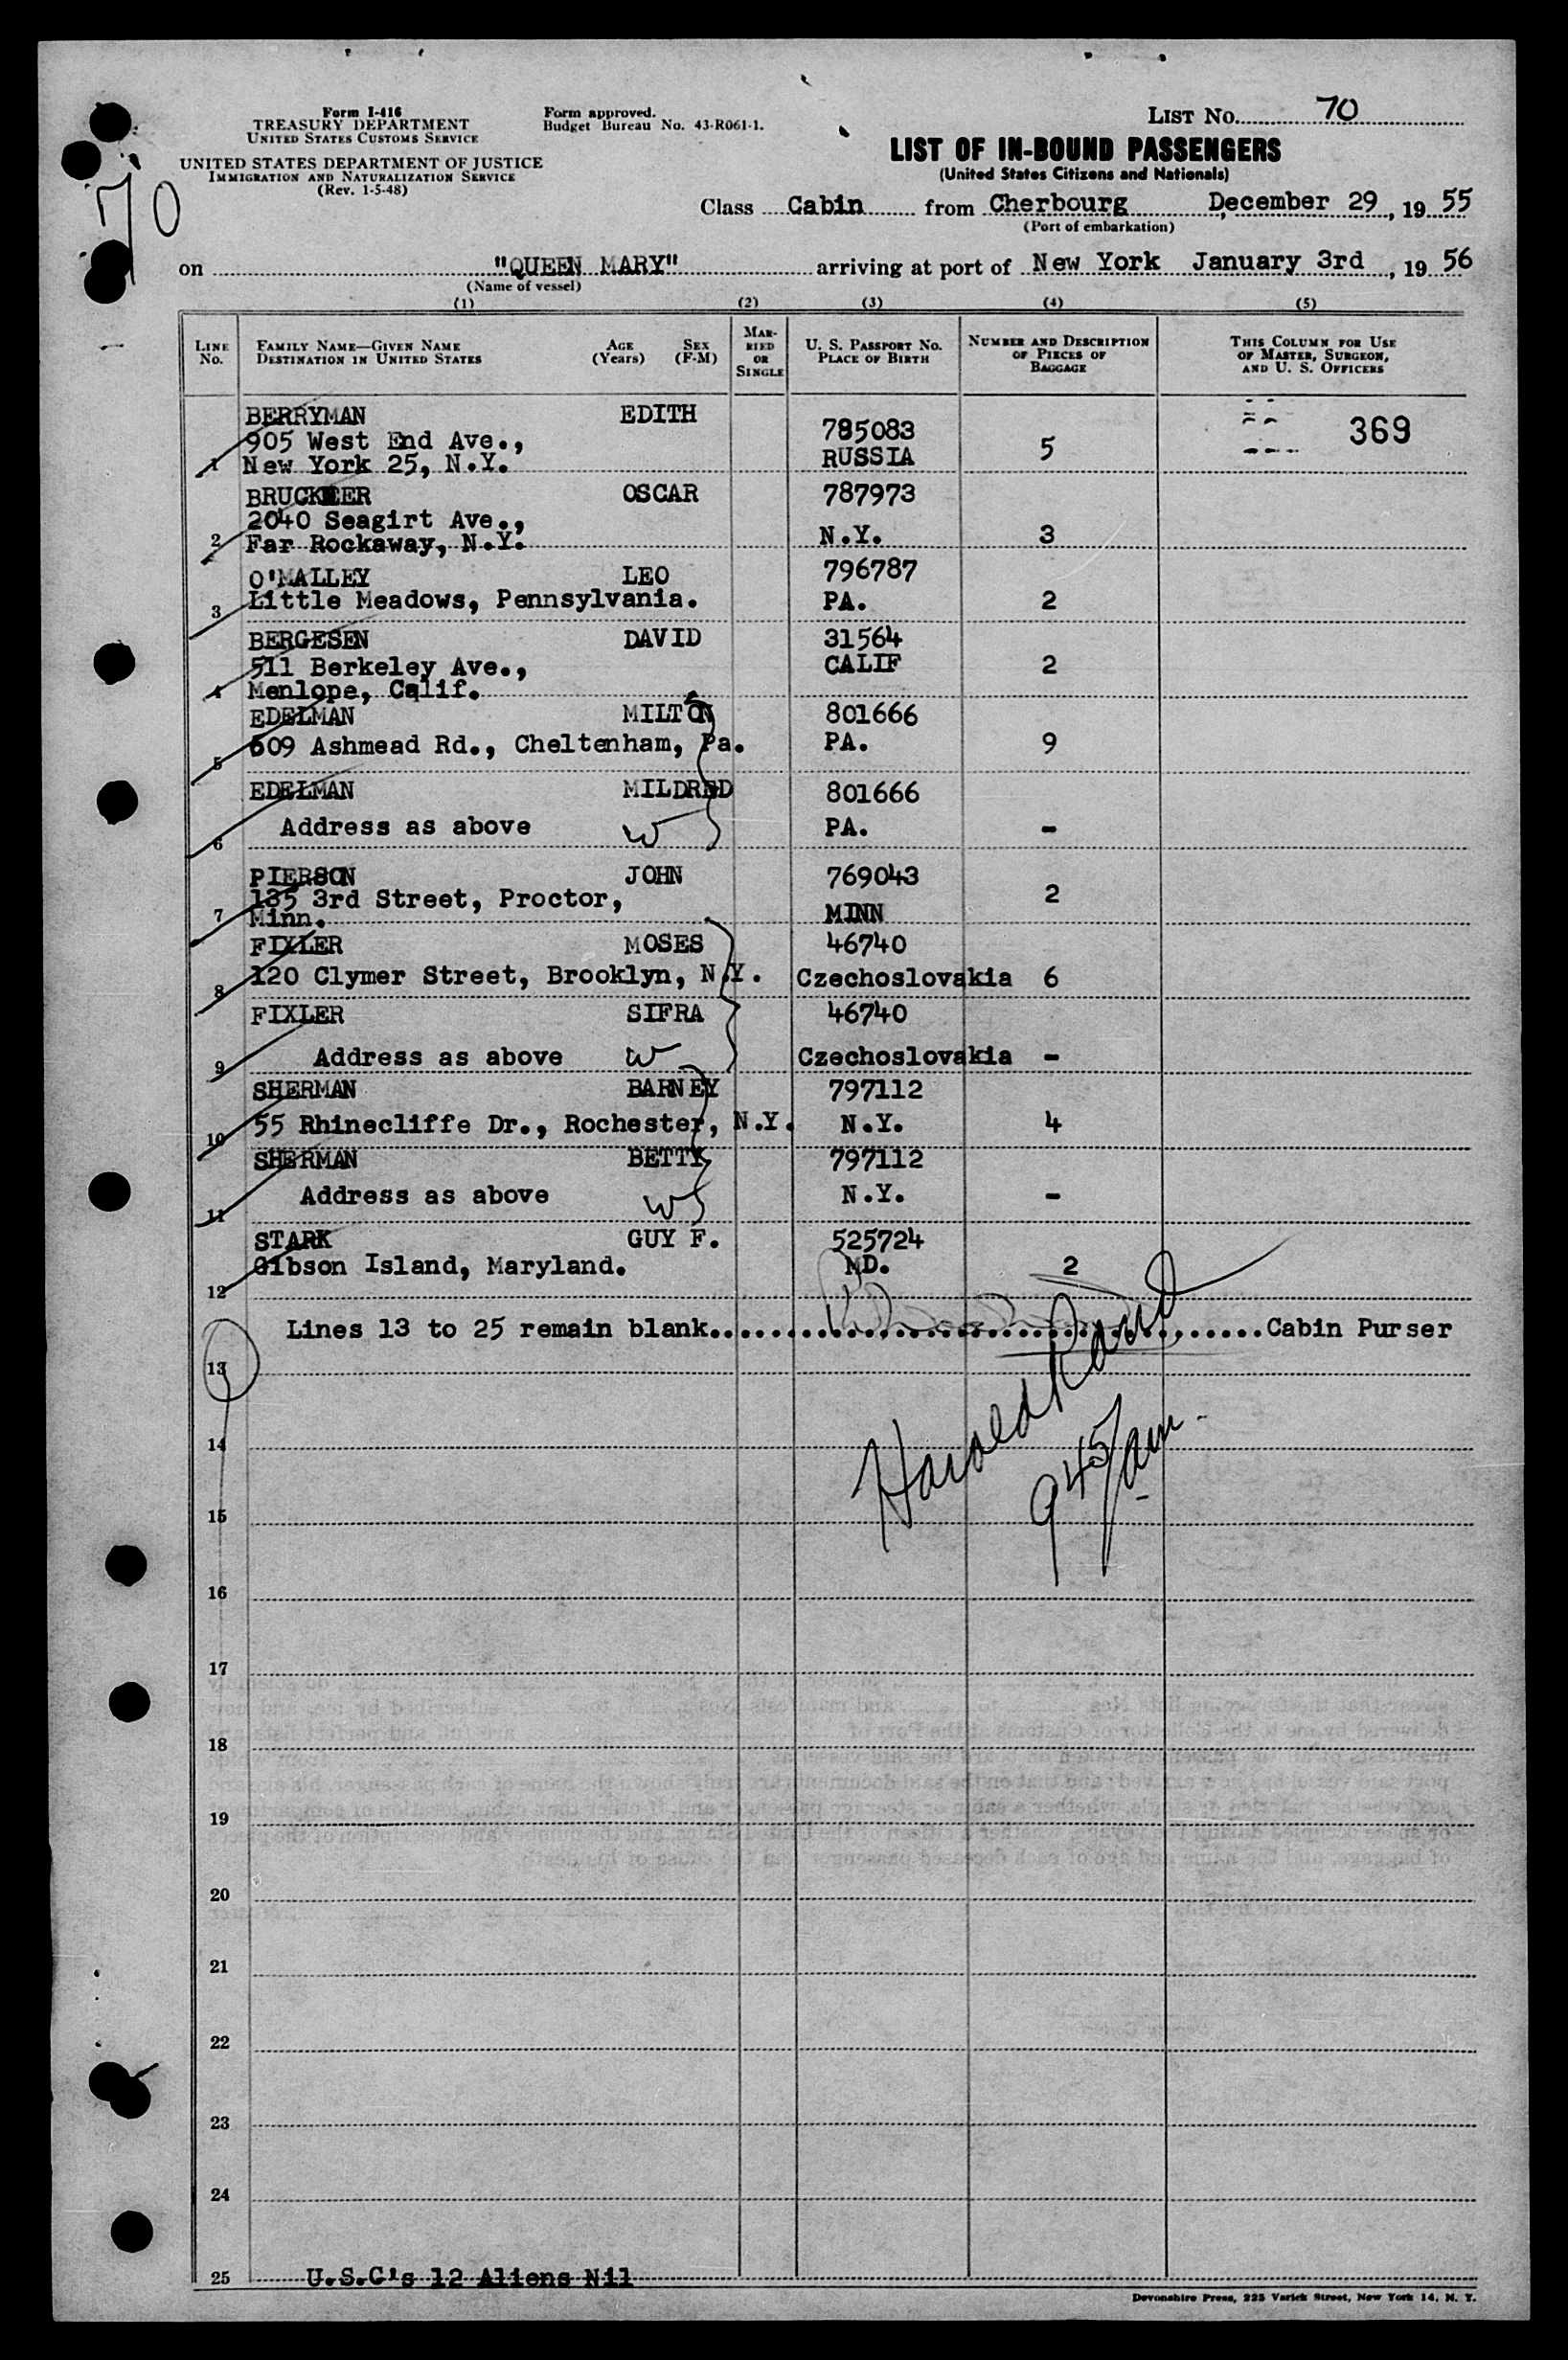 Form I-416
TREASURY DEPARTMENT
UNITED STATES CUSTOMS SERVICE
UNITED STATES DEPARTMENT OF JUSTICE
IMMIGRATION AND NATURALIZATION SERVICE
(Rev. 1-5-48)
Form approved.
Budget Bureau No. 43-R061-1.
70
LIST NO. 70
LIST OF IN-BOUND PASSENGERS
(United States Citizens and Nationals)
Class Cabin from Cherbourg December 29, 19 55
(Port of embarkation)
on "QUEEN MARY" arriving at port of New York January 3rd, 19 56
(Name of vessel)
(1) (2) (3) (4) (5)
LINE No. FAMILY NAME—GIVEN NAME DESTINATION IN UNITED STATES AGE (Years) SEX (F-M) MARRIED OR SINGLE U. S. PASSPORT NO. PLACE OF BIRTH NUMBER AND DESCRIPTION OF PIECES OF BAGGAGE THIS COLUMN FOR USE OF MASTER, SURGEON, AND U. S. OFFICERS
BERRYMAN EDITH 785083 369
905 West End Ave., 5
1 New York 25, N.Y. RUSSIA
BRUCKNER OSCAR 787973
2040 Seagirt Ave.,
2 Far Rockaway, N.Y. N.Y. 3
O'MALLEY LEO 796787
3 Little Meadows, Pennsylvania. PA. 2
BERGESEN DAVID 31564
511 Berkeley Ave., CALIF 2
4 Menlope, Calif.
EDELMAN MILTON 801666
5 609 Ashmead Rd., Cheltenham, Pa. PA. 9
EDELMAN MILDRED 801666
6 Address as above W PA. -
PIERSON JOHN 769043
135 3rd Street, Proctor, 2
7 Minn. MINN
FIXLER MOSES 46740
8 120 Clymer Street, Brooklyn, N.Y. Czechoslovakia 6
FIXLER SIFRA 46740
9 Address as above W Czechoslovakia -
SHERMAN BARNEY 797112
10 55 Rhinecliffe Dr., Rochester, N.Y. N.Y. 4
SHERMAN BETTY 797112
11 Address as above W N.Y. -
STARK GUY F. 525724
12 Gibson Island, Maryland. MD. 2
Lines 13 to 25 remain blank. Cabin Purser
13
14
Harold Rand
945/am
15
16
17
18
19
20
21
22
23
24
25 U.S.C's 12 Aliens Nil
Devonshire Press, 225 Varick Street, New York 14, N. Y.